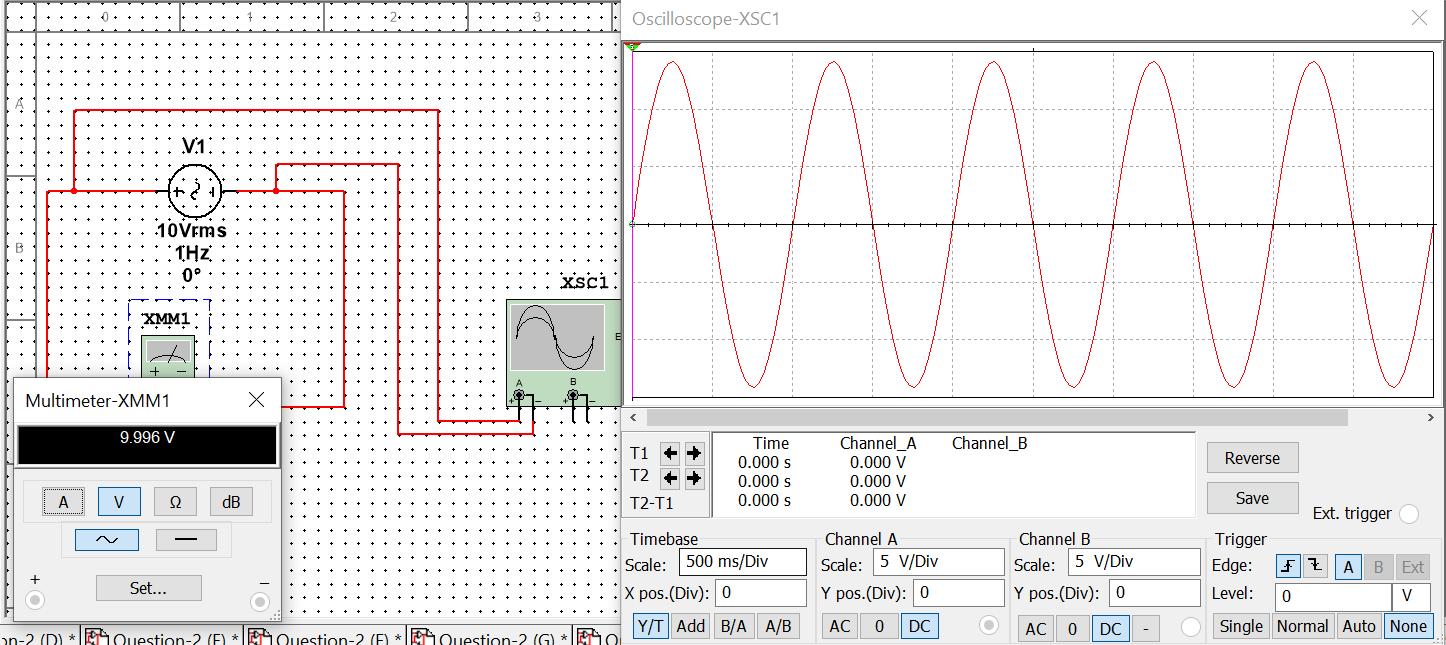 0 1 2 3
Oscilloscope-XSC1
A
V1
10Vrms
1Hz
0°
B
XSC1
XMM1
A B
Multimeter-XMM1
9.996 V
A V Ω dB
Set...
+ −
Time Channel_A Channel_B
T1 0.000 s 0.000 V
T2 0.000 s 0.000 V
T2-T1 0.000 s 0.000 V
Reverse
Save
Ext. trigger
Timebase
Scale: 500 ms/Div
X pos.(Div): 0
Y/T Add B/A A/B
Channel A
Scale: 5 V/Div
Y pos.(Div): 0
AC 0 DC
Channel B
Scale: 5 V/Div
Y pos.(Div): 0
AC 0 DC -
Trigger
Edge: A B Ext
Level: 0 V
Single Normal Auto None
on-2 (D) * Question-2 (E) * Question-2 (F) * Question-2 (G) *